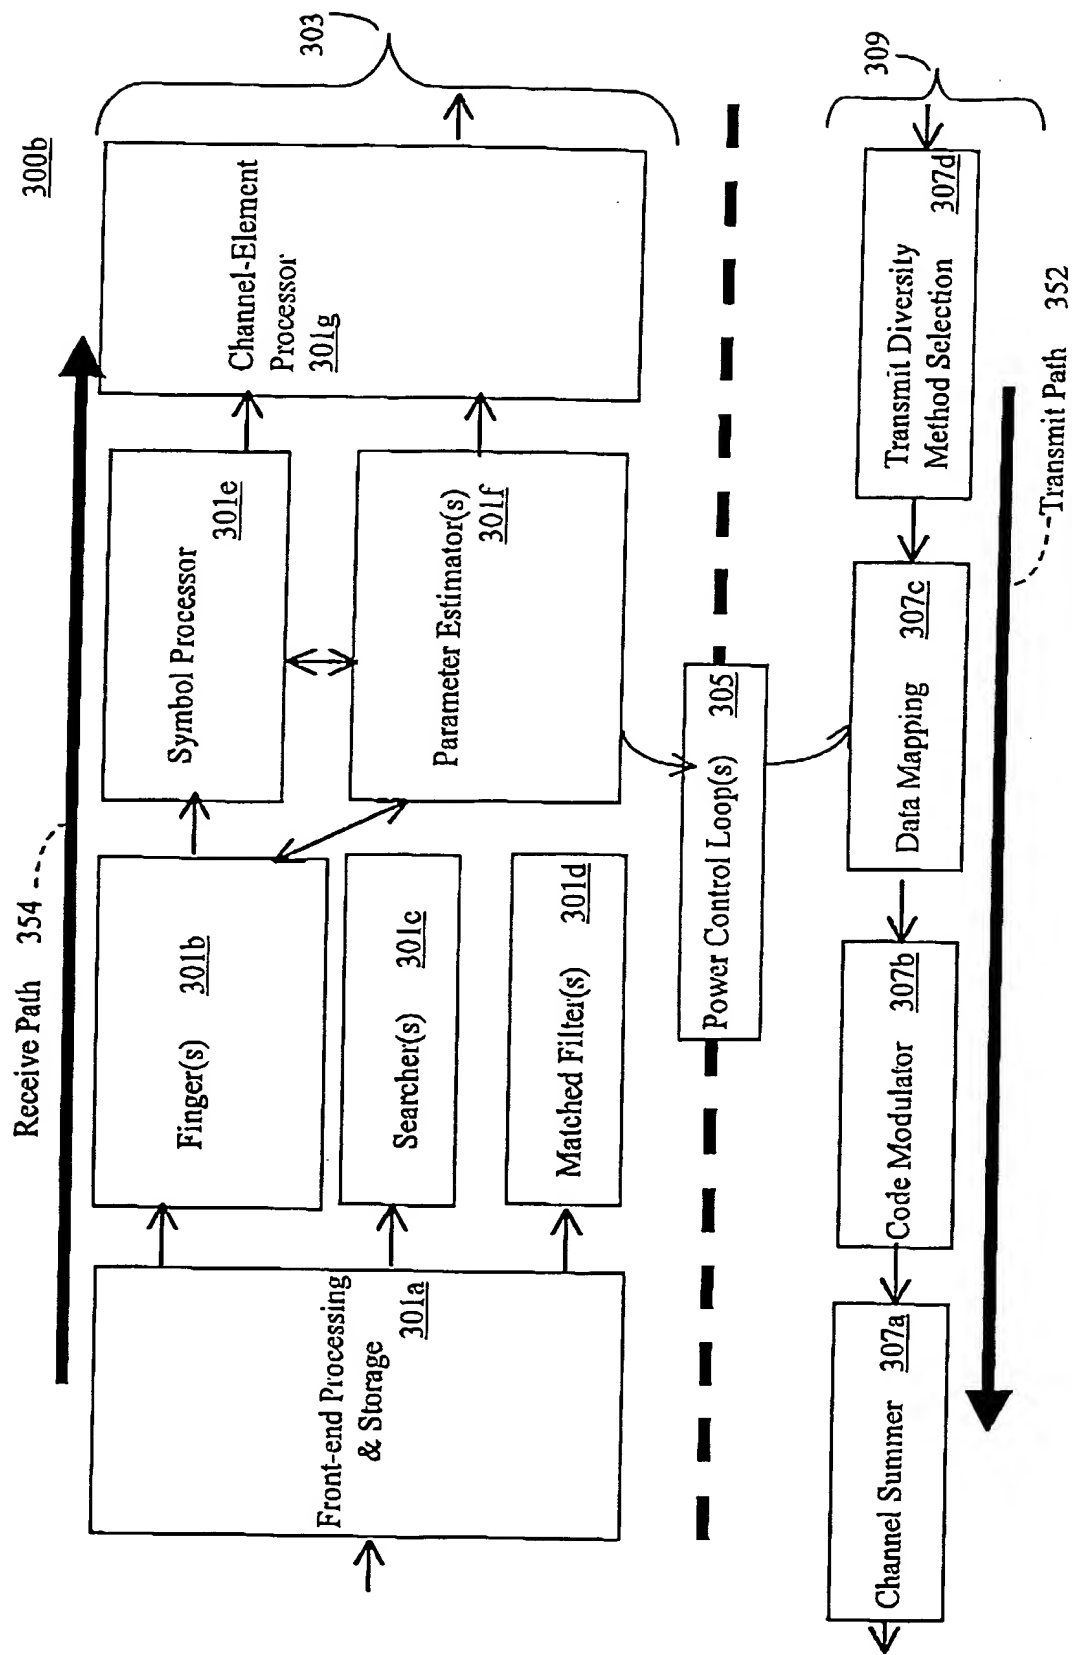 300b
Receive Path 354
303
Front-end Processing
& Storage
301a
Finger(s) 301b
Searcher(s) 301c
Matched Filter(s) 301d
Symbol Processor
301e
Parameter Estimator(s)
301f
Channel-Element
Processor
301g
Power Control Loop(s) 305
309
Channel Summer 307a
Code Modulator 307b
Data Mapping 307c
Transmit Diversity
Method Selection 307d
Transmit Path 352